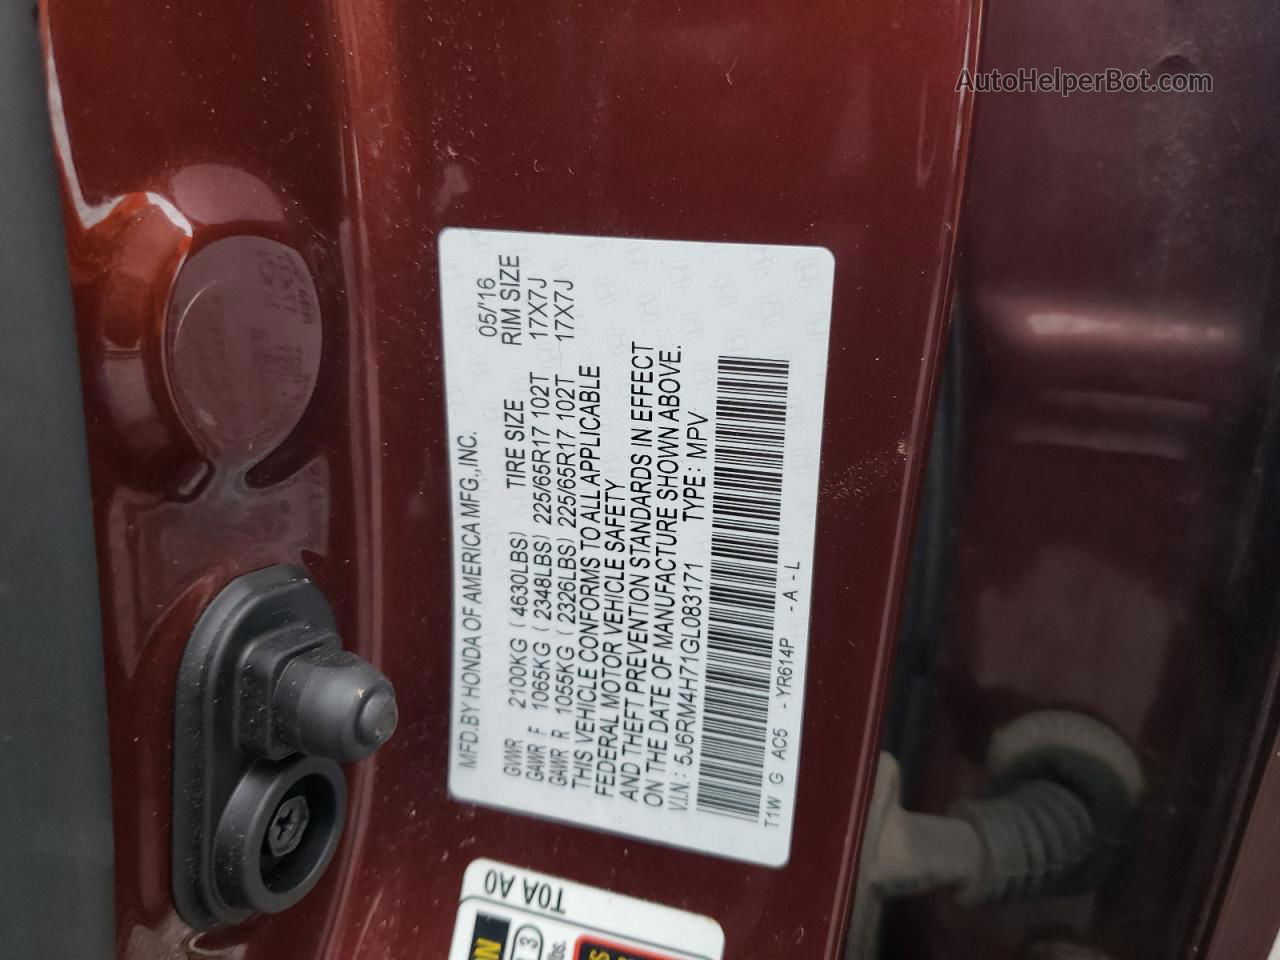 AutoHelperBot.com
MFD.BY HONDA OF AMERICA MFG.,INC. 05/'16
GVWR 2100KG (4630LBS) TIRE SIZE RIM SIZE
GAWR F 1065KG (2348LBS) 225/65R17 102T 17X7J
GAWR R 1055KG (2326LBS) 225/65R17 102T 17X7J
THIS VEHICLE CONFORMS TO ALL APPLICABLE
FEDERAL MOTOR VEHICLE SAFETY
AND THEFT PREVENTION STANDARDS IN EFFECT
ON THE DATE OF MANUFACTURE SHOWN ABOVE.
V.I.N.: 5J6RM4H71GL083171 TYPE: MPV
T1W G AC5 -YR614P -A-L
T0A A0